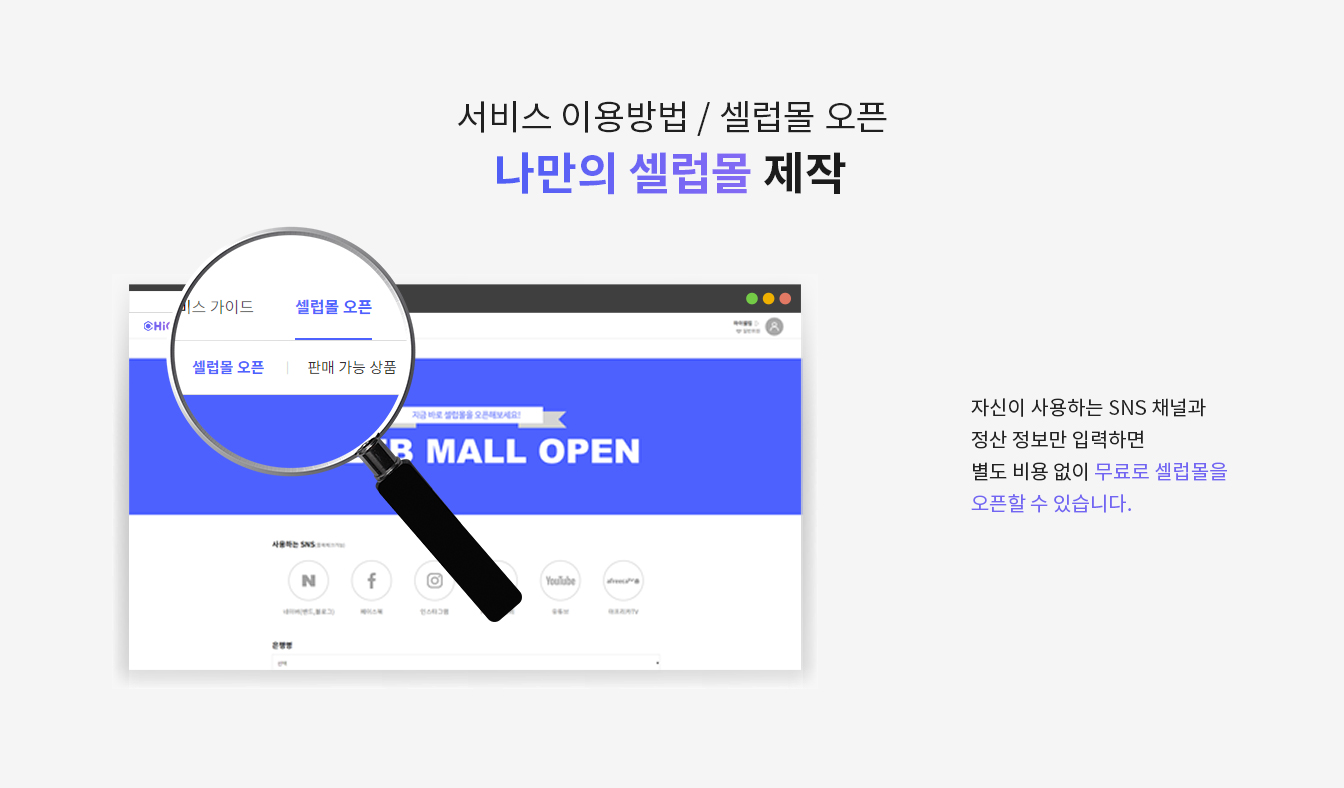 서비스 이용방법 / 셀럽몰 오픈
나만의 셀럽몰 제작
비스 가이드 셀럽몰 오픈
CHiC
셀럽몰 오픈 | 판매 가능 상품
지금 바로 셀럽몰을 오픈해보세요!
B MALL OPEN
자신이 사용하는 SNS 채널과
정산 정보만 입력하면
별도 비용 없이 무료로 셀럽몰을
오픈할 수 있습니다.
사용하는 SNS
N YouTube afreecaTV
네이버(밴드,블로그) 페이스북 인스타그램 유튜브 아프리카TV
은행명
선택